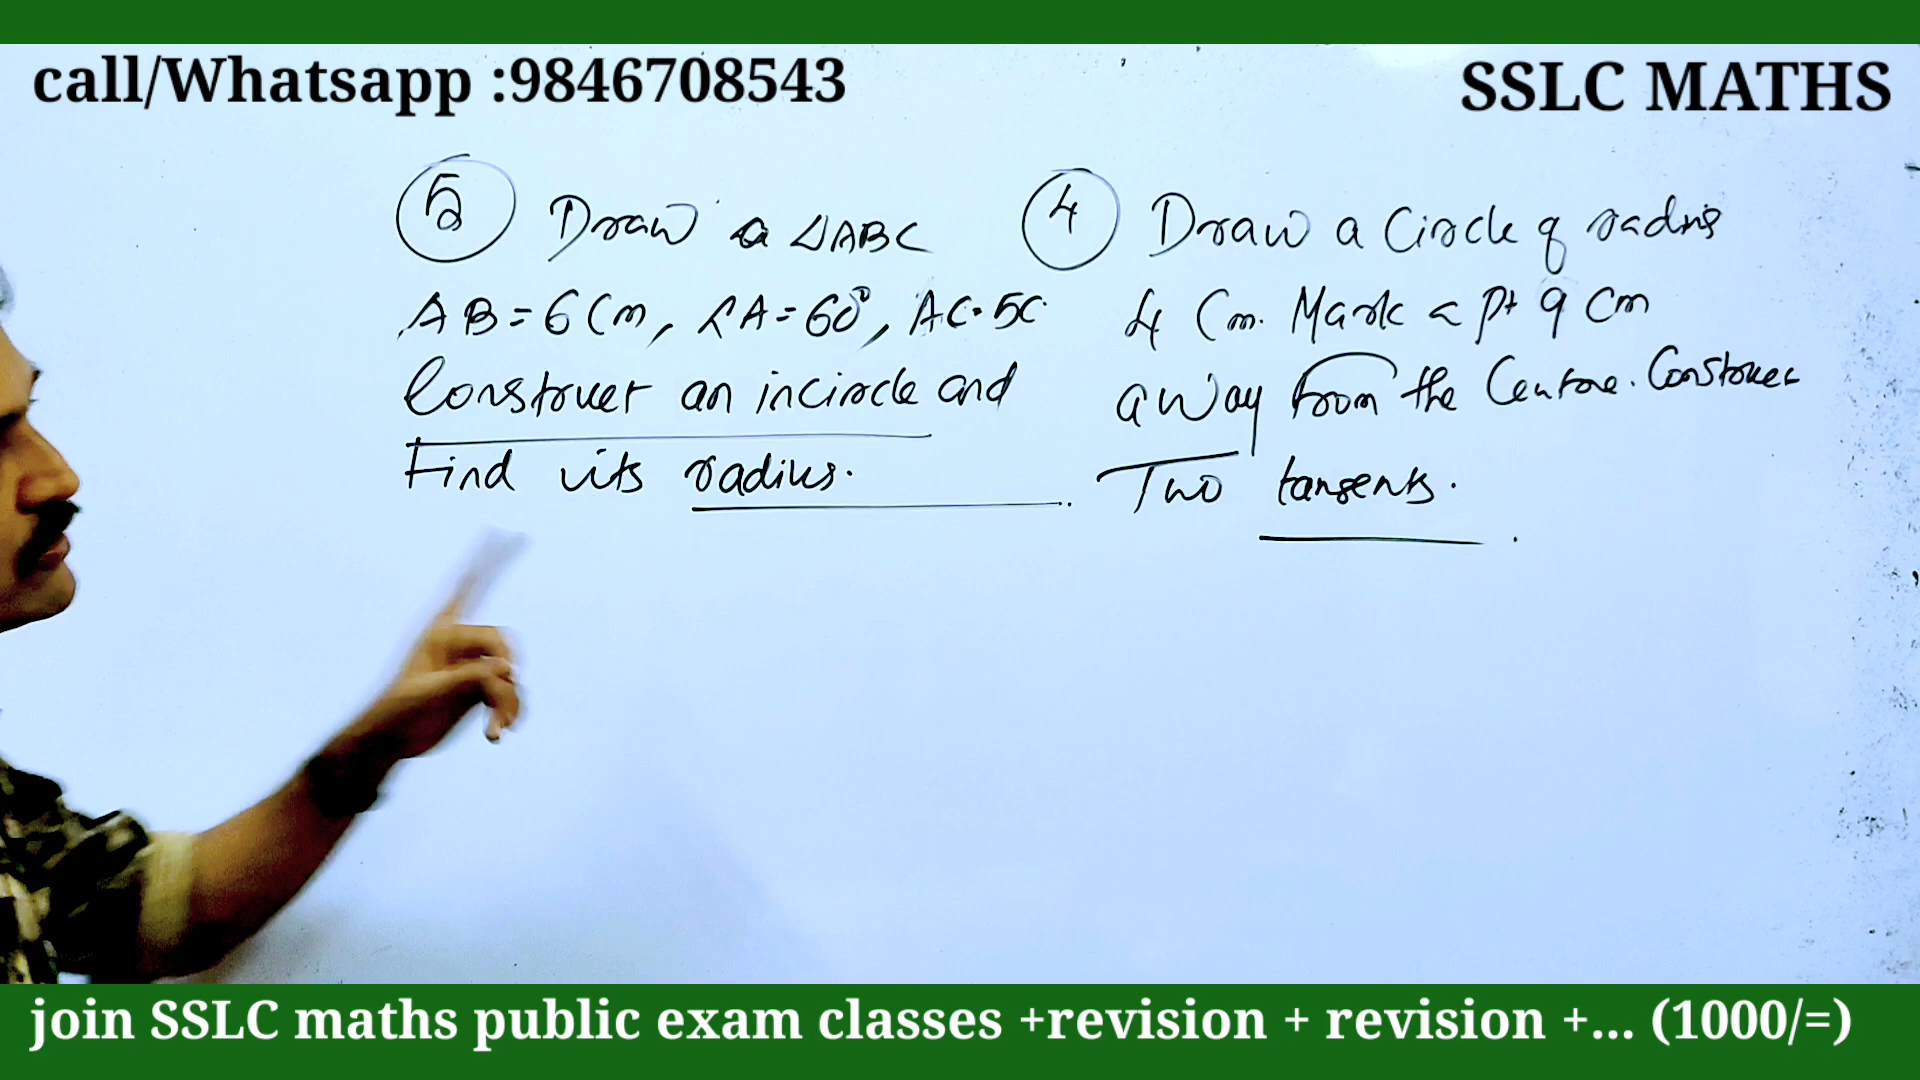 call/Whatsapp :9846708543
SSLC MATHS
5 Draw a ΔABC
AB=6Cm, ∠A=60°, AC=5C
Construct an incircle and
Find its radius.
4 Draw a Circle of radius
4 Cm. Mark a pt 9 Cm
away from the Centre. Construct
Two tangents.
join SSLC maths public exam classes +revision + revision +... (1000/=)